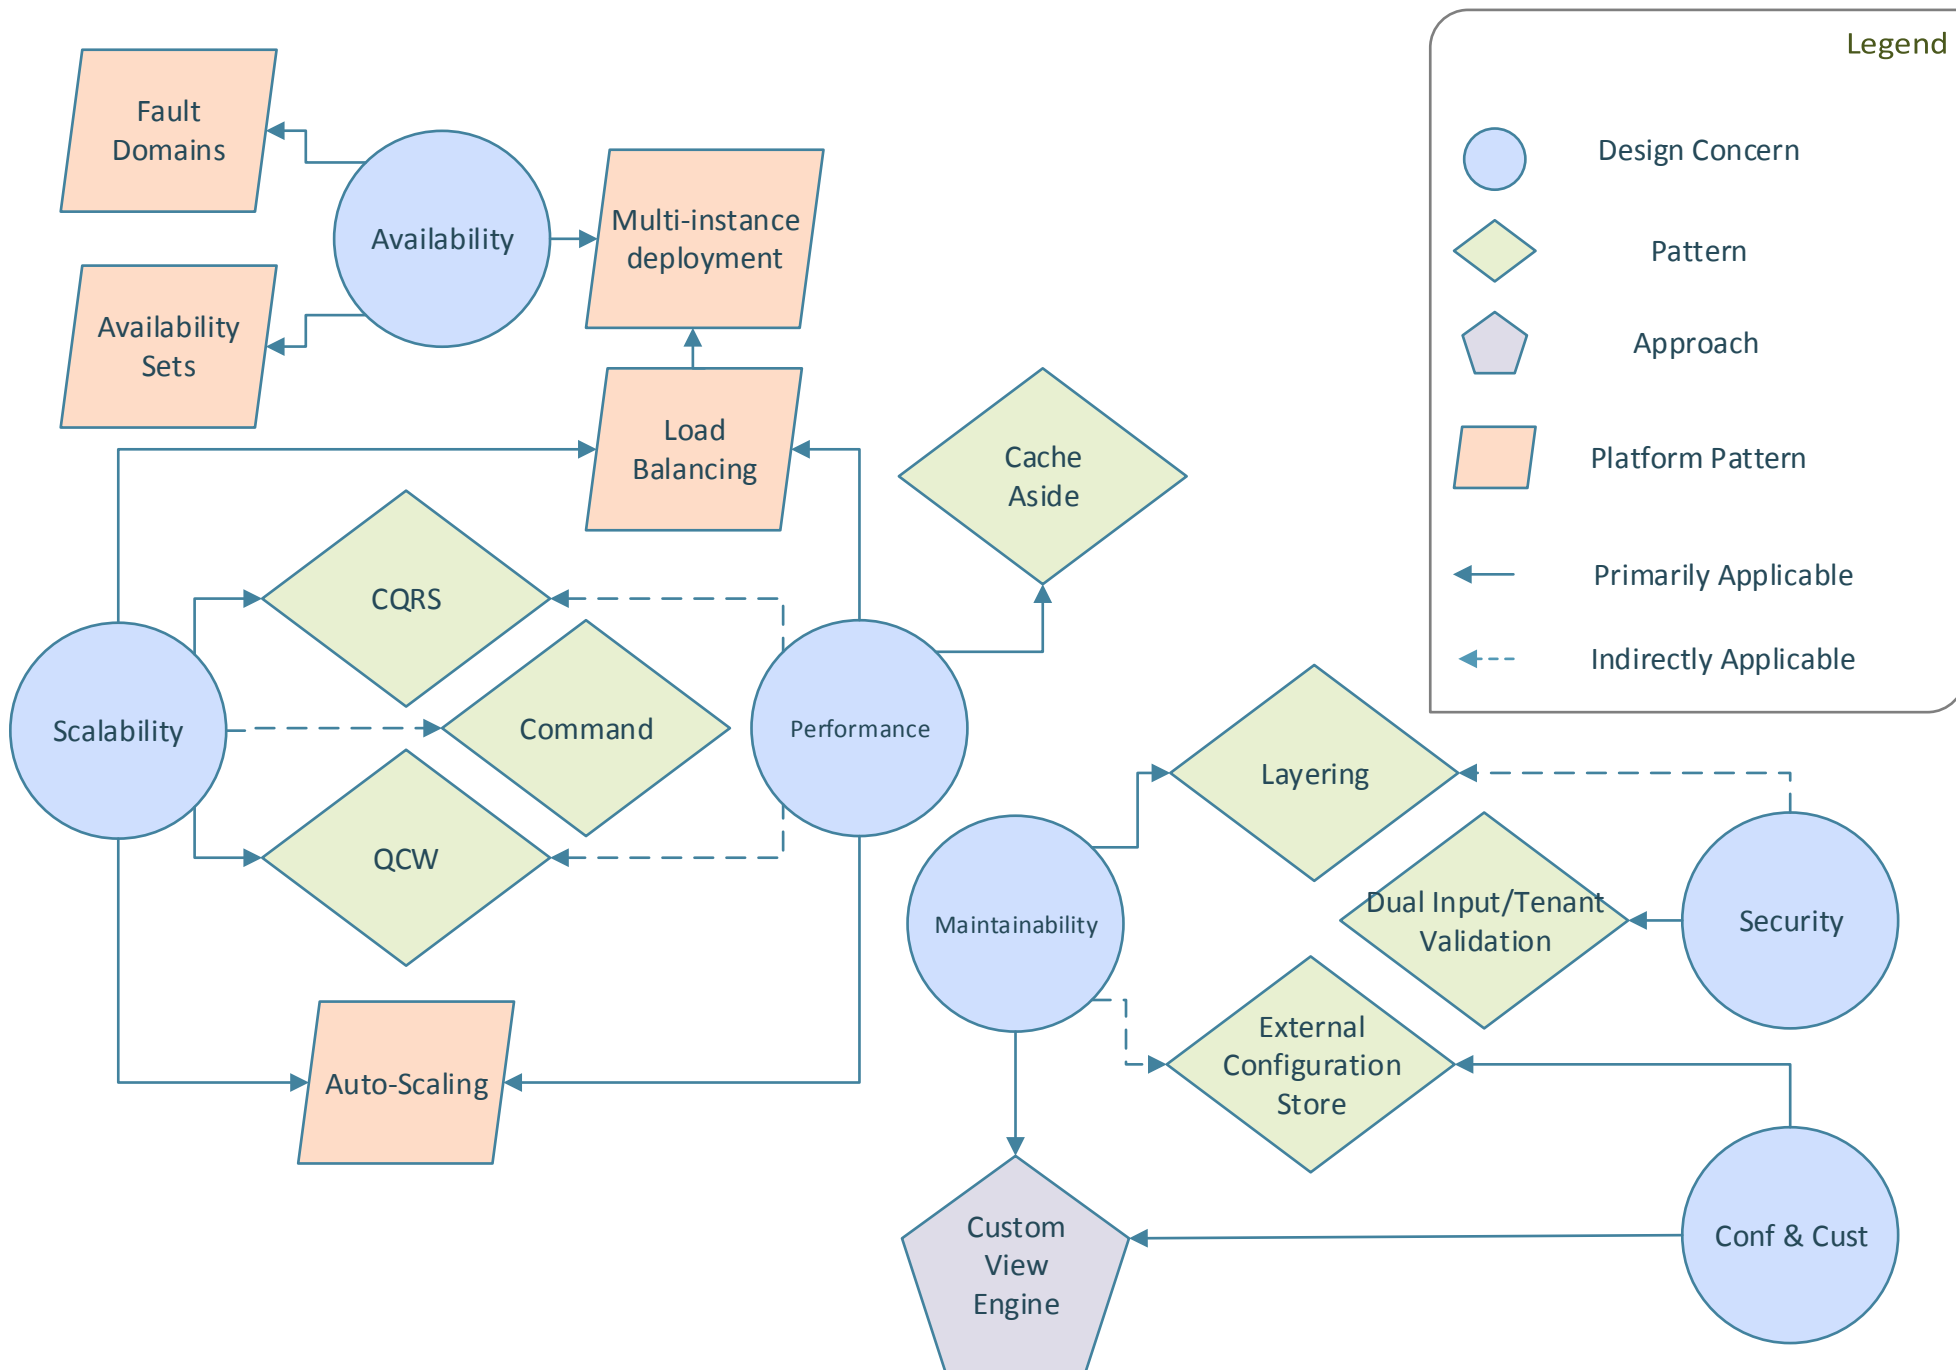 Legend
Fault
Domains
Design Concern
Multi-instance
deployment
Availability
Pattern
Availability
Sets
Approach
Load
Balancing
Cache
Aside
Platform Pattern
CQRS
Primarily Applicable
Indirectly Applicable
Scalability
Command
Performance
Layering
QCW
Maintainability
Dual Input/Tenant
Validation
Security
External
Configuration
Store
Auto-Scaling
Custom
View
Engine
Conf & Cust